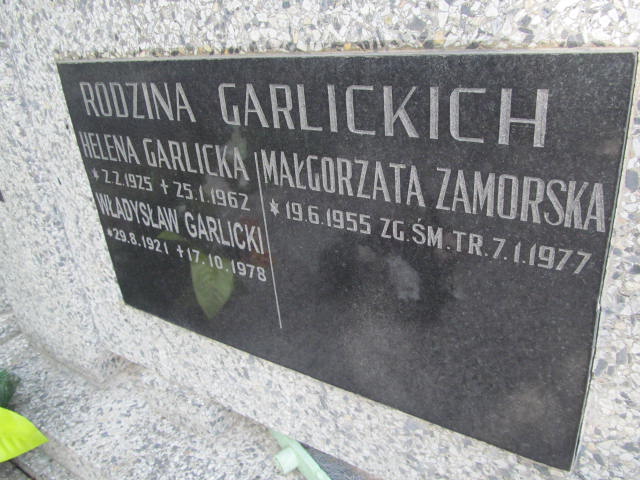 RODZINA GARLICKICH
HELENA GARLICKA
* 2.2.1925 + 25.1.1962
WŁADYSŁAW GARLICKI
* 29.8.1921 + 17.10.1978
MAŁGORZATA ZAMORSKA
* 19.6.1955 ZG.ŚM.TR.7.1.1977